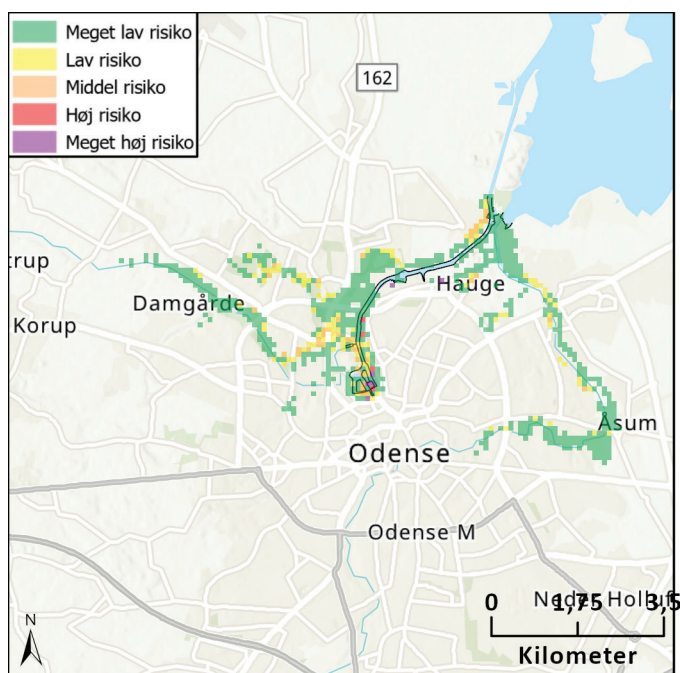 Meget lav risiko
Lav risiko
Middel risiko
Høj risiko
Meget høj risiko
162
Hauge
Damgårde
Korup
Åsum
Odense
Odense M
0
1,75
3,5
Kilometer
N